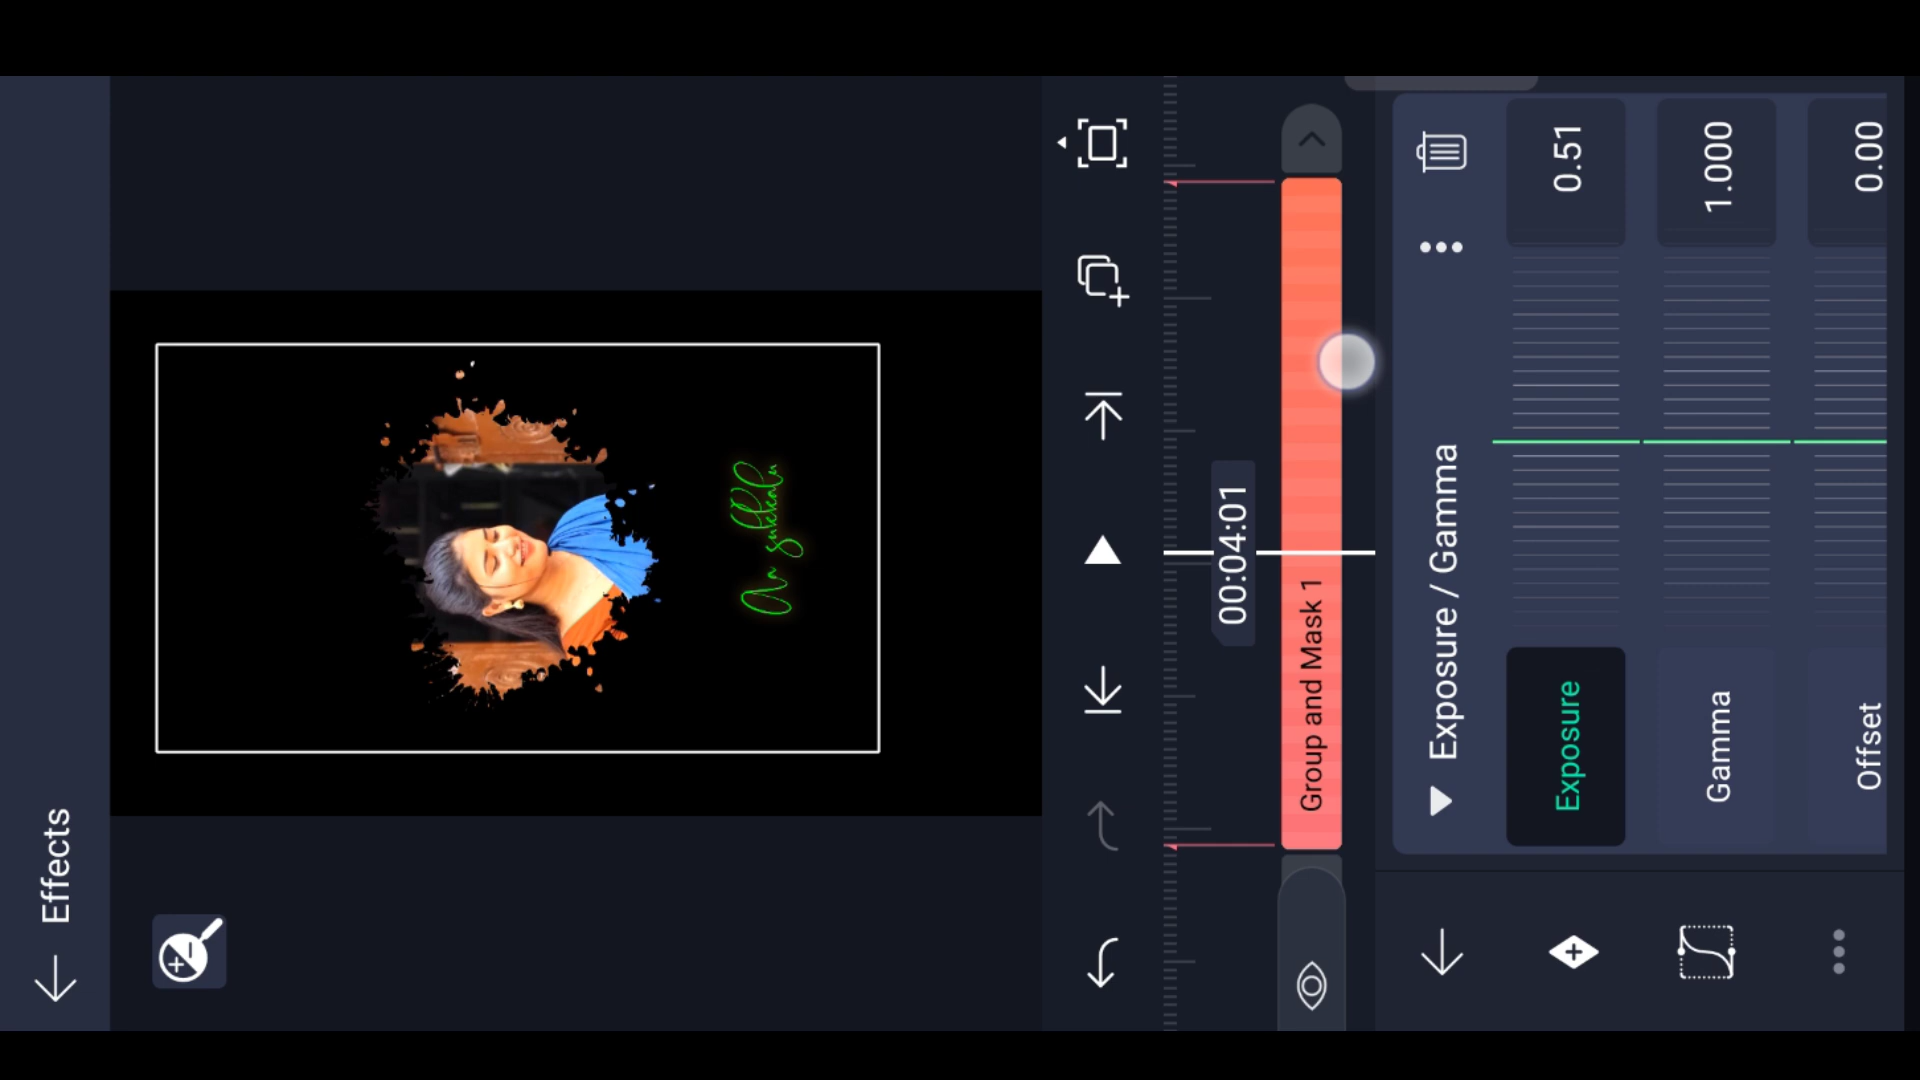 Effects
00:04:01
Group and Mask 1
Exposure / Gamma
Exposure 0.51
Gamma 1.000
Offset 0.00